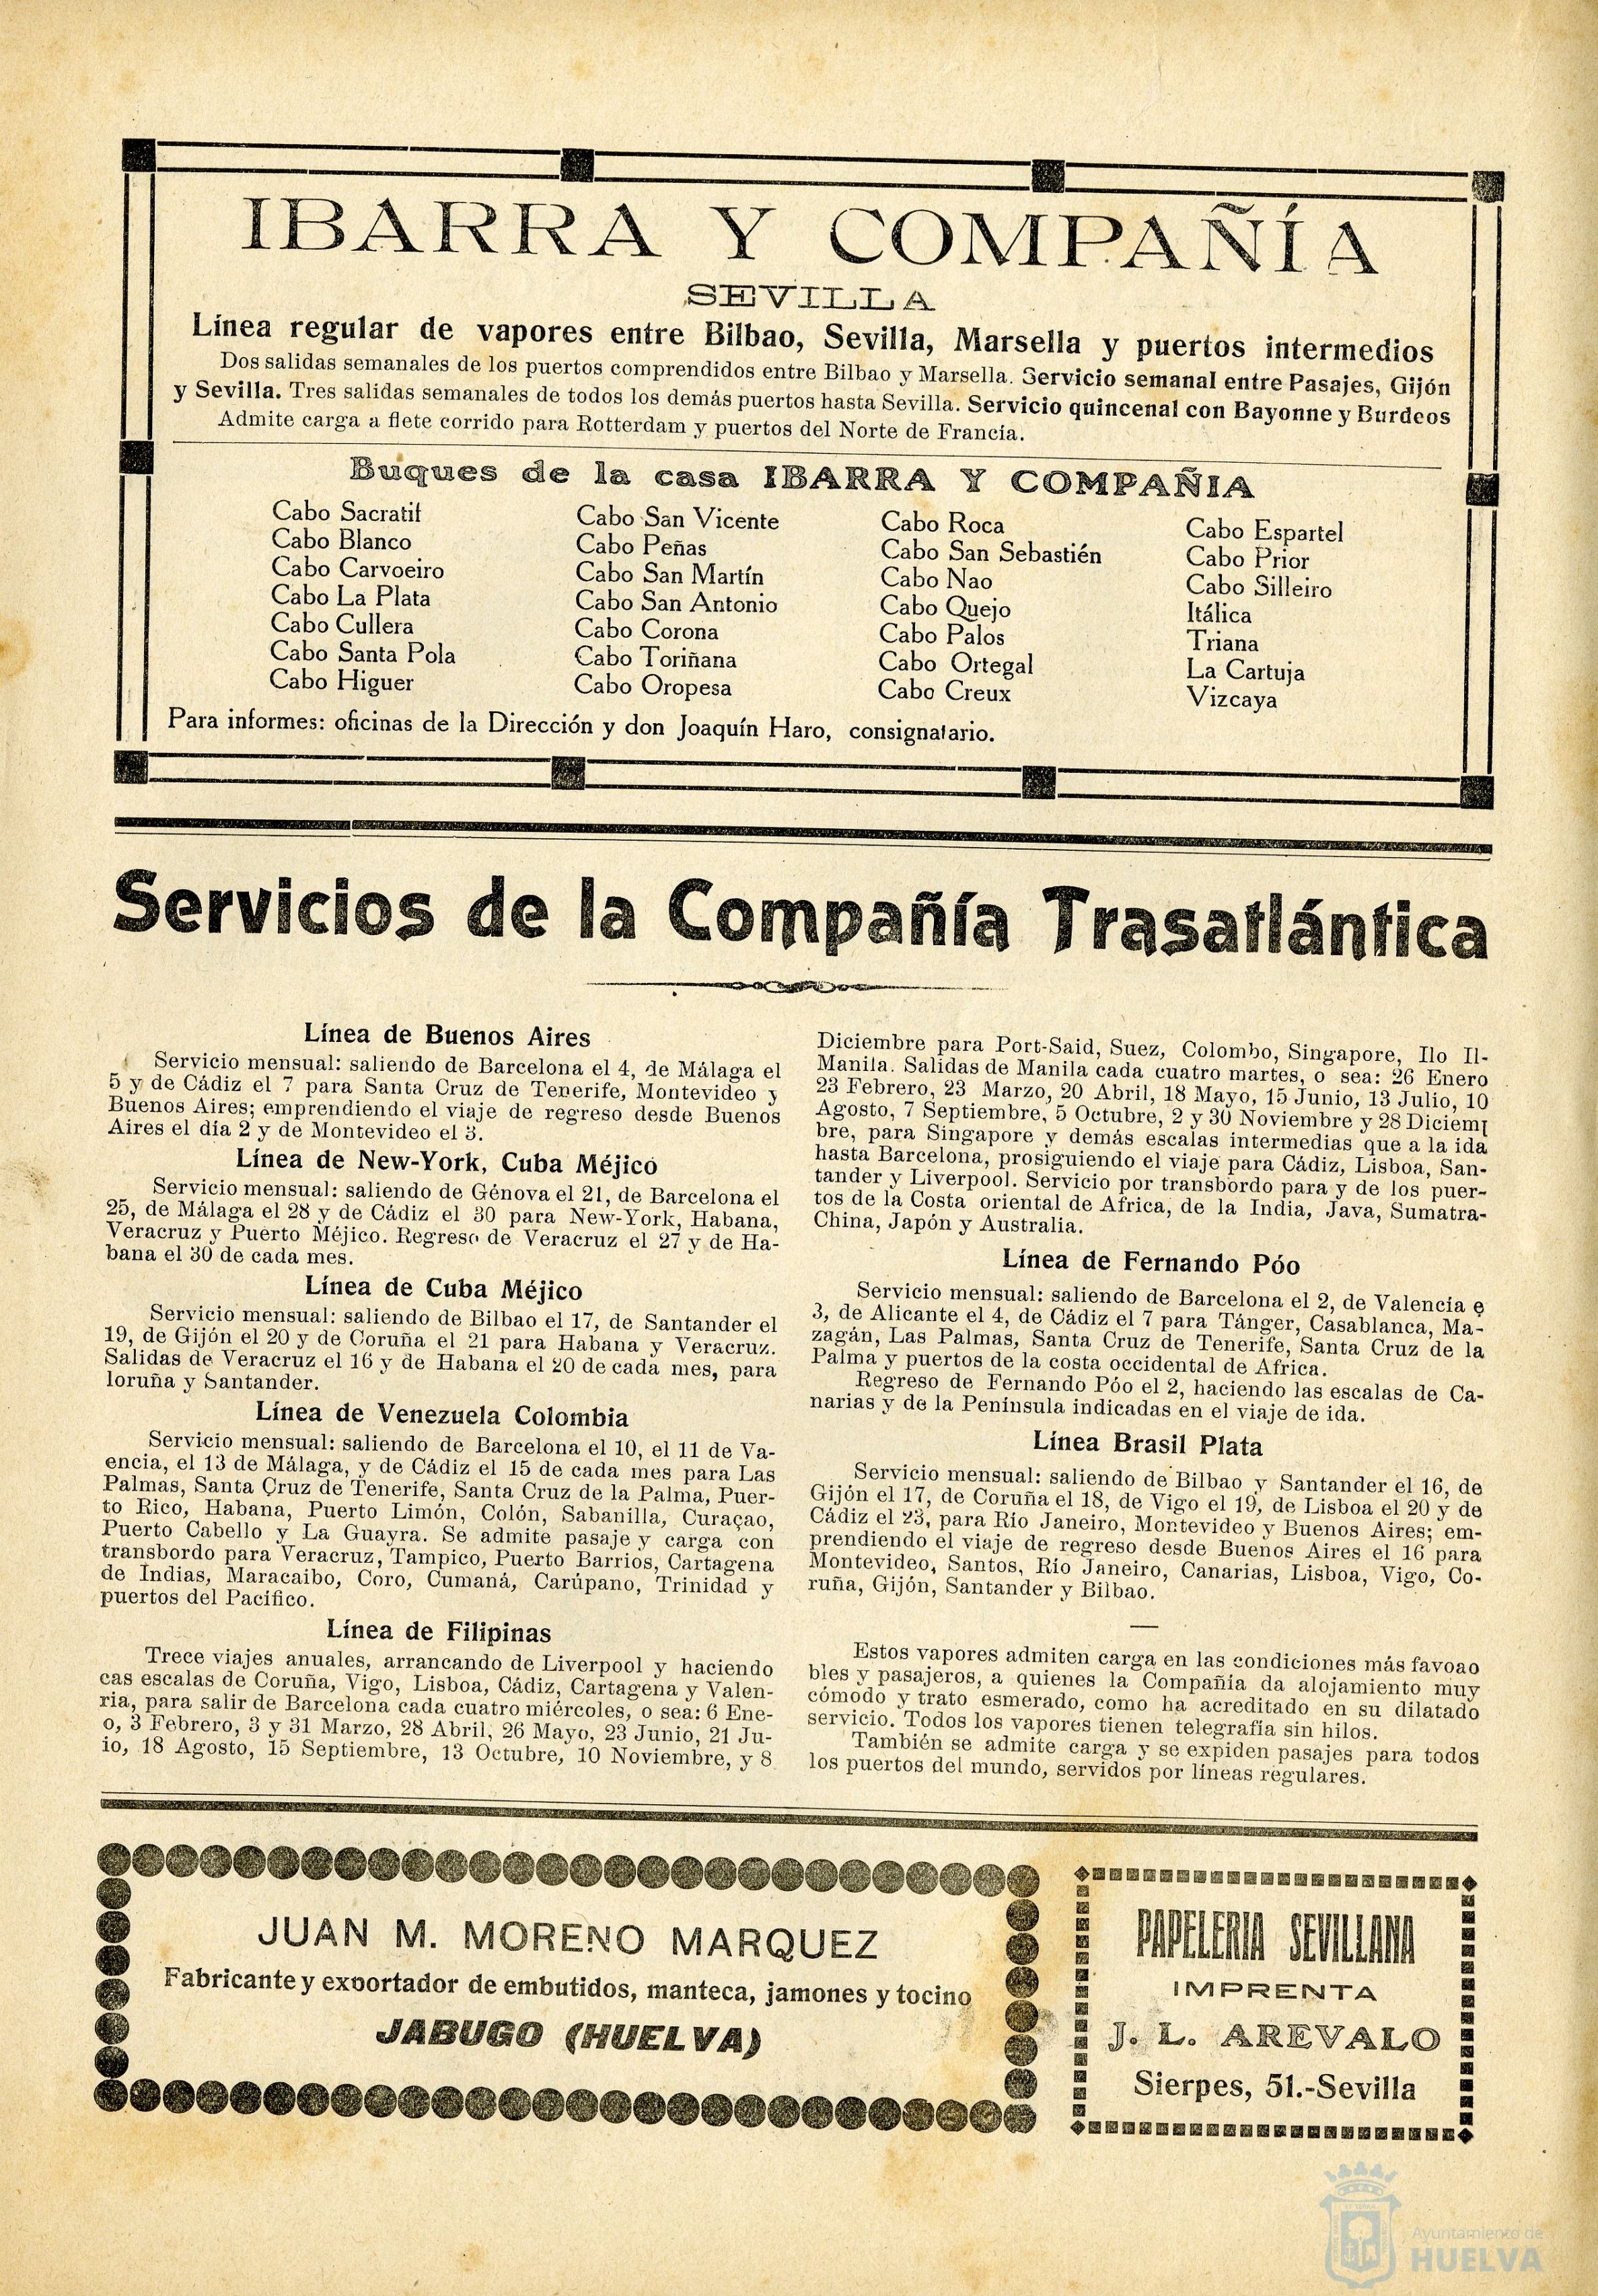 IBARRA Y COMPAÑÍA
SEVILLA
Línea regular de vapores entre Bilbao, Sevilla, Marsella y puertos intermedios
Dos salidas semanales de los puertos comprendidos entre Bilbao y Marsella. Servicio semanal entre Pasajes, Gijón
y Sevilla. Tres salidas semanales de todos los demás puertos hasta Sevilla. Servicio quincenal con Bayonne y Burdeos
Admite carga a flete corrido para Rotterdam y puertos del Norte de Francia.
Buques de la casa IBARRA Y COMPAÑIA
Cabo Sacratif
Cabo Blanco
Cabo Carvoeiro
Cabo La Plata
Cabo Cullera
Cabo Santa Pola
Cabo Higuer
Cabo San Vicente
Cabo Peñas
Cabo San Martín
Cabo San Antonio
Cabo Corona
Cabo Toriñana
Cabo Oropesa
Cabo Roca
Cabo San Sebastién
Cabo Nao
Cabo Quejo
Cabo Palos
Cabo Ortegal
Cabo Creux
Cabo Espartel
Cabo Prior
Cabo Silleiro
Itálica
Triana
La Cartuja
Vizcaya
Para informes: oficinas de la Dirección y don Joaquín Haro, consignatario.
Servicios de la Compañía Trasatlántica
Línea de Buenos Aires
Servicio mensual: saliendo de Barcelona el 4, de Málaga el
5 y de Cádiz el 7 para Santa Cruz de Tenerife, Montevideo y
Buenos Aires; emprendiendo el viaje de regreso desde Buenos
Aires el día 2 y de Montevideo el 3.
Línea de New-York, Cuba Méjico
Servicio mensual: saliendo de Génova el 21, de Barcelona el
25, de Málaga el 28 y de Cádiz el 30 para New-York, Habana,
Veracruz y Puerto Méjico. Regreso de Veracruz el 27 y de Ha-
bana el 30 de cada mes.
Línea de Cuba Méjico
Servicio mensual: saliendo de Bilbao el 17, de Santander el
19, de Gijón el 20 y de Coruña el 21 para Habana y Veracruz.
Salidas de Veracruz el 16 y de Habana el 20 de cada mes, para
loruña y Santander.
Línea de Venezuela Colombia
Servicio mensual: saliendo de Barcelona el 10, el 11 de Va-
encia, el 13 de Málaga, y de Cádiz el 15 de cada mes para Las
Palmas, Santa Cruz de Tenerife, Santa Cruz de la Palma, Puer-
to Rico, Habana, Puerto Limón, Colón, Sabanilla, Curaçao,
Puerto Cabello y La Guayra. Se admite pasaje y carga con
transbordo para Veracruz, Tampico, Puerto Barrios, Cartagena
de Indias, Maracaibo, Coro, Cumaná, Carúpano, Trinidad y
puertos del Pacífico.
Línea de Filipinas
Trece viajes anuales, arrancando de Liverpool y haciendo
cas escalas de Coruña, Vigo, Lisboa, Cádiz, Cartagena y Valen-
ria, para salir de Barcelona cada cuatro miércoles, o sea: 6 Ene-
o, 3 Febrero, 3 y 31 Marzo, 28 Abril, 26 Mayo, 23 Junio, 21 Ju-
io, 18 Agosto, 15 Septiembre, 13 Octubre, 10 Noviembre, y 8
Diciembre para Port-Said, Suez, Colombo, Singapore, Ilo Il-
Manila. Salidas de Manila cada cuatro martes, o sea: 26 Enero
23 Febrero, 23 Marzo, 20 Abril, 18 Mayo, 15 Junio, 13 Julio, 10
Agosto, 7 Septiembre, 5 Octubre, 2 y 30 Noviembre y 28 Diciem
bre, para Singapore y demás escalas intermedias que a la ida
hasta Barcelona, prosiguiendo el viaje para Cádiz, Lisboa, San-
tander y Liverpool. Servicio por transbordo para y de los puer-
tos de la Costa oriental de Africa, de la India, Java, Sumatra-
China, Japón y Australia.
Línea de Fernando Póo
Servicio mensual: saliendo de Barcelona el 2, de Valencia e
3, de Alicante el 4, de Cádiz el 7 para Tánger, Casablanca, Ma-
zagán, Las Palmas, Santa Cruz de Tenerife, Santa Cruz de la
Palma y puertos de la costa occidental de Africa.
Regreso de Fernando Póo el 2, haciendo las escalas de Ca-
narias y de la Península indicadas en el viaje de ida.
Línea Brasil Plata
Servicio mensual: saliendo de Bilbao y Santander el 16, de
Gijón el 17, de Coruña el 18, de Vigo el 19, de Lisboa el 20 y de
Cádiz el 23, para Río Janeiro, Montevideo y Buenos Aires; em-
prendiendo el viaje de regreso desde Buenos Aires el 16 para
Montevideo, Santos, Río Janeiro, Canarias, Lisboa, Vigo, Co-
ruña, Gijón, Santander y Bilbao.
Estos vapores admiten carga en las condiciones más favoao
bles y pasajeros, a quienes la Compañía da alojamiento muy
cómodo y trato esmerado, como ha acreditado en su dilatado
servicio. Todos los vapores tienen telegrafía sin hilos.
También se admite carga y se expiden pasajes para todos
los puertos del mundo, servidos por líneas regulares.
JUAN M. MORENO MARQUEZ
Fabricante y exportador de embutidos, manteca, jamones y tocino
JABUGO (HUELVA)
PAPELERIA SEVILLANA
IMPRENTA
J. L. AREVALO
Sierpes, 51.-Sevilla
Ayuntamiento de
HUELVA